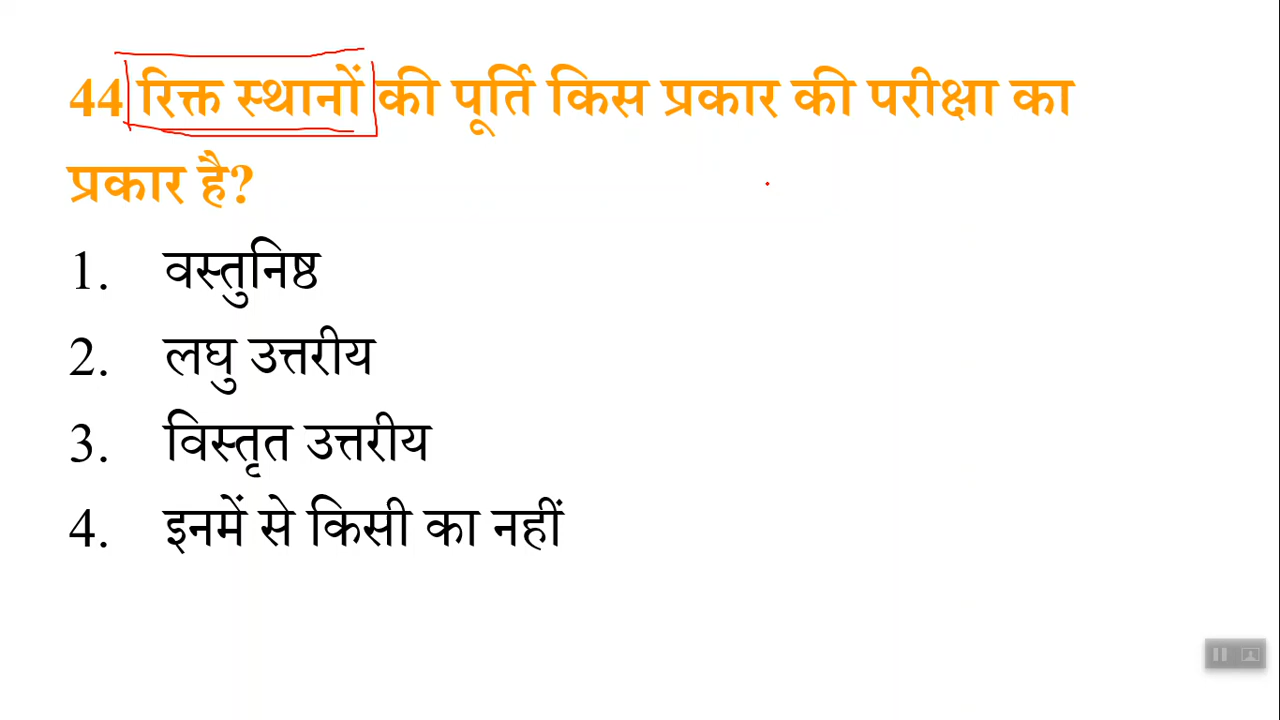 44 रिक्त स्थानों की पूर्ति किस प्रकार की परीक्षा का
प्रकार है?
1. वस्तुनिष्ठ
2. लघु उत्तरीय
3. विस्तृत उत्तरीय
4. इनमें से किसी का नहीं